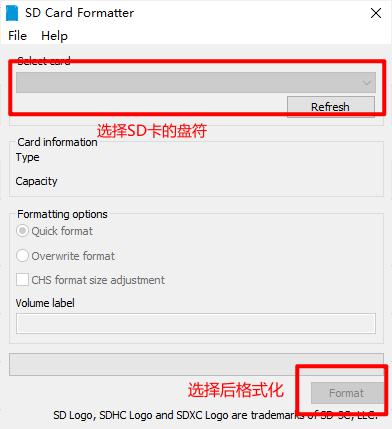 SD Card Formatter
File Help
Select card
Refresh
选择SD卡的盘符
Card information
Type
Capacity
Formatting options
Quick format
Overwrite format
CHS format size adjustment
Volume label
选择后格式化
Format
SD Logo, SDHC Logo and SDXC Logo are trademarks of SD-3C, LLC.